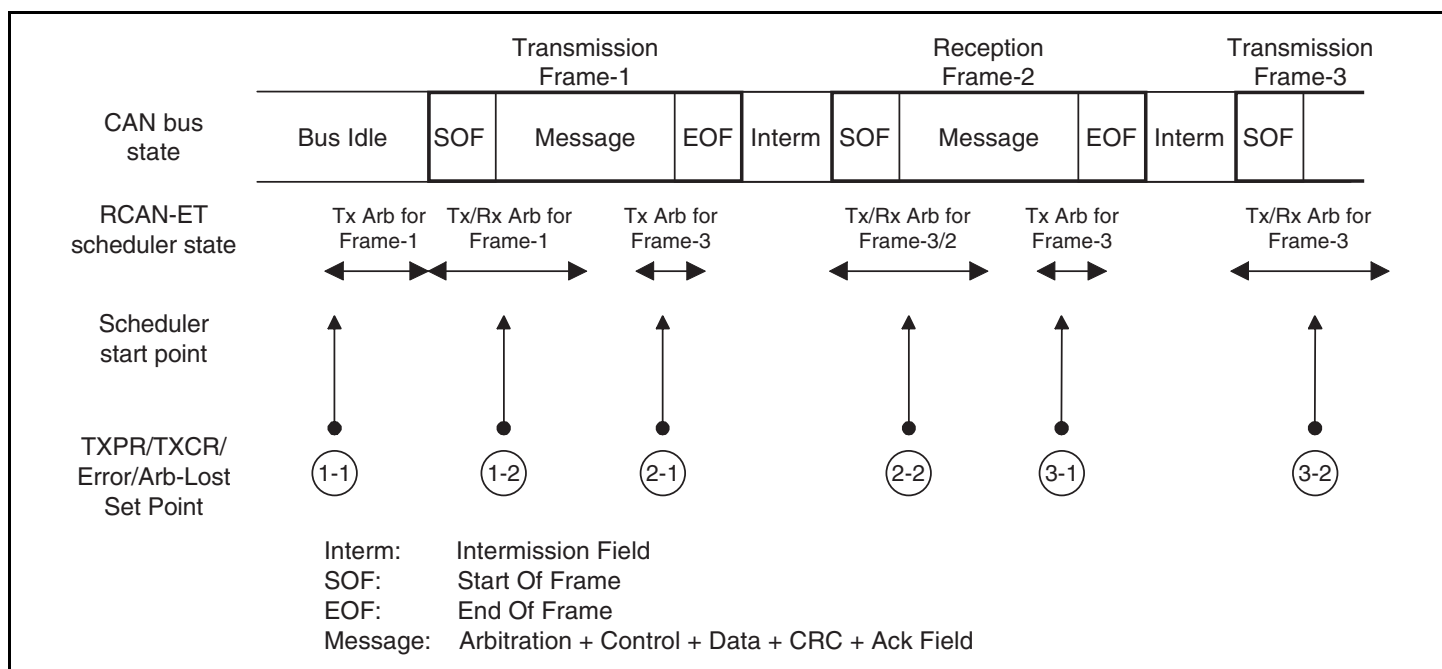 Transmission
Frame-1
Reception
Frame-2
Transmission
Frame-3
CAN bus
state
Bus Idle
SOF
Message
EOF
Interm
SOF
Message
EOF
Interm
SOF
RCAN-ET
scheduler state
Tx Arb for
Frame-1
Tx/Rx Arb for
Frame-1
Tx Arb for
Frame-3
Tx/Rx Arb for
Frame-3/2
Tx Arb for
Frame-3
Tx/Rx Arb for
Frame-3
Scheduler
start point
TXPR/TXCR/
Error/Arb-Lost
Set Point
1-1
1-2
2-1
2-2
3-1
3-2
Interm: Intermission Field
SOF: Start Of Frame
EOF: End Of Frame
Message: Arbitration + Control + Data + CRC + Ack Field